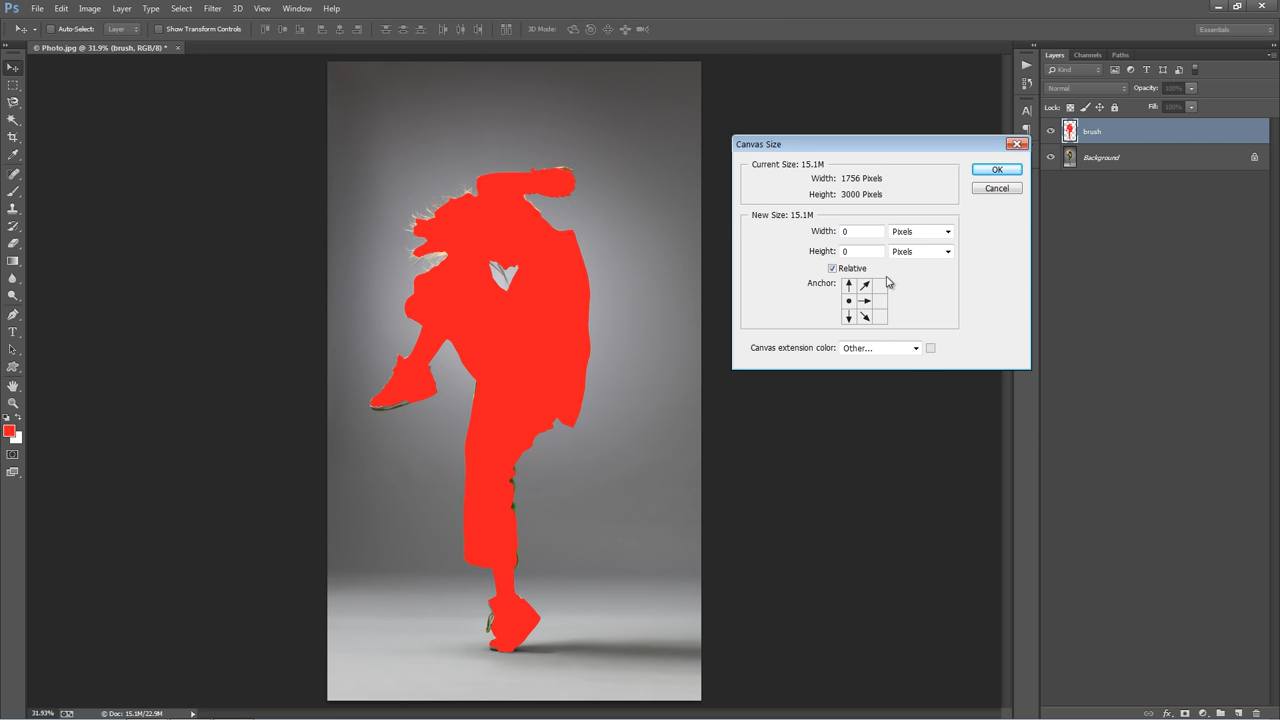 Ps File Edit Image Layer Type Select Filter 3D View Window Help
Auto-Select: Layer Show Transform Controls 3D Mode: Essentials
© Photo.jpg @ 31.9% (brush, RGB/8) * ×
Layers Channels Paths
Kind
Normal Opacity: 100%
Lock: Fill: 100%
brush
Background
Canvas Size
Current Size: 15.1M
Width: 1756 Pixels
Height: 3000 Pixels
OK
Cancel
New Size: 15.1M
Width: 0 Pixels
Height: 0 Pixels
Relative
Anchor:
Canvas extension color: Other...
31.93% © Doc: 15.1M/22.9M